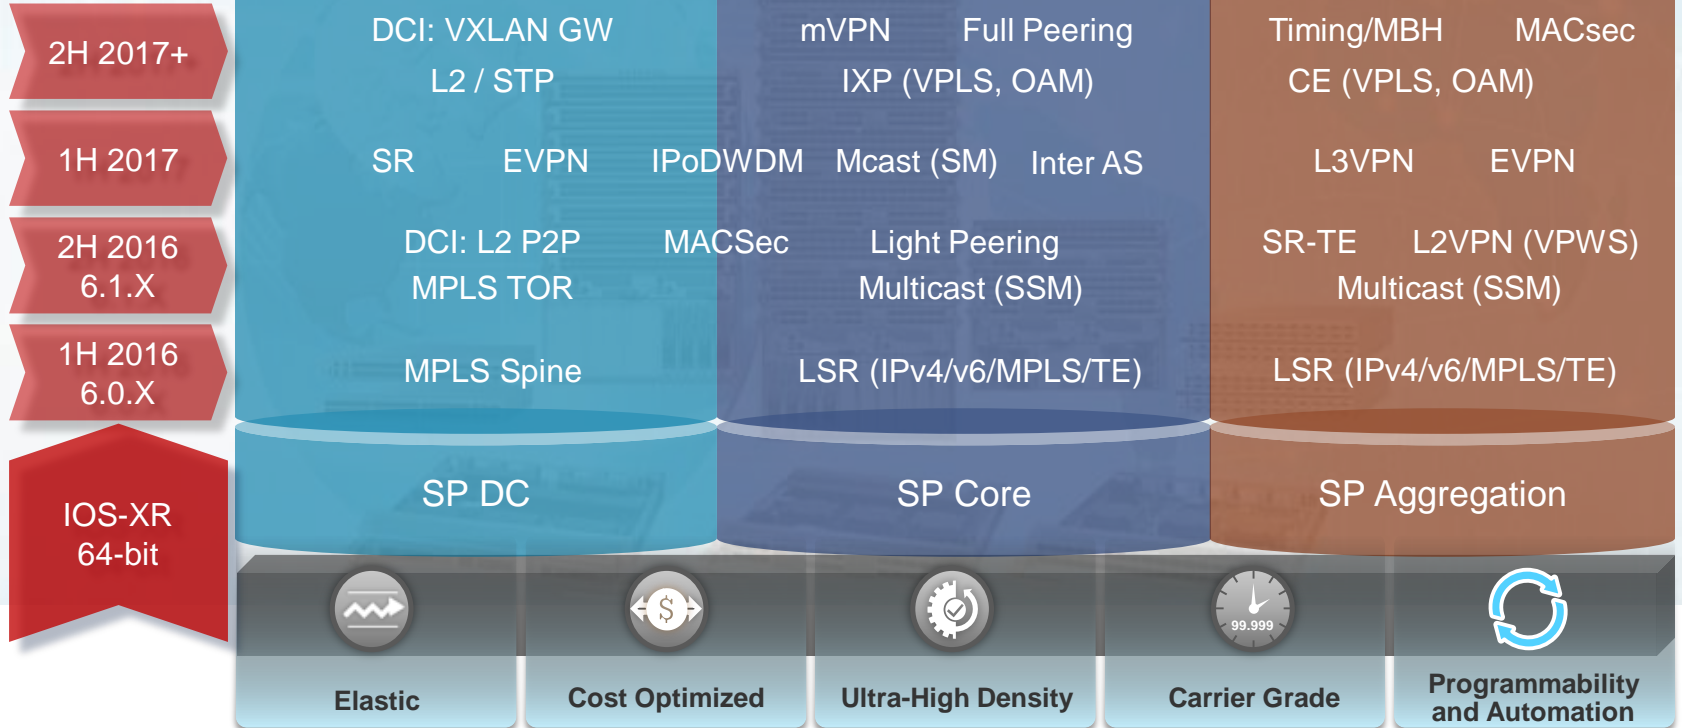 2H 2017+
DCI: VXLAN GW
L2 / STP
mVPN Full Peering
IXP (VPLS, OAM)
Timing/MBH MACsec
CE (VPLS, OAM)
1H 2017
SR EVPN IPoDWDM Mcast (SM) Inter AS
L3VPN EVPN
2H 2016
6.1.X
DCI: L2 P2P MACSec
MPLS TOR
Light Peering
Multicast (SSM)
SR-TE L2VPN (VPWS)
Multicast (SSM)
1H 2016
6.0.X
MPLS Spine
LSR (IPv4/v6/MPLS/TE)
LSR (IPv4/v6/MPLS/TE)
IOS-XR
64-bit
SP DC
SP Core
SP Aggregation
$
99.999
Elastic
Cost Optimized
Ultra-High Density
Carrier Grade
Programmability
and Automation